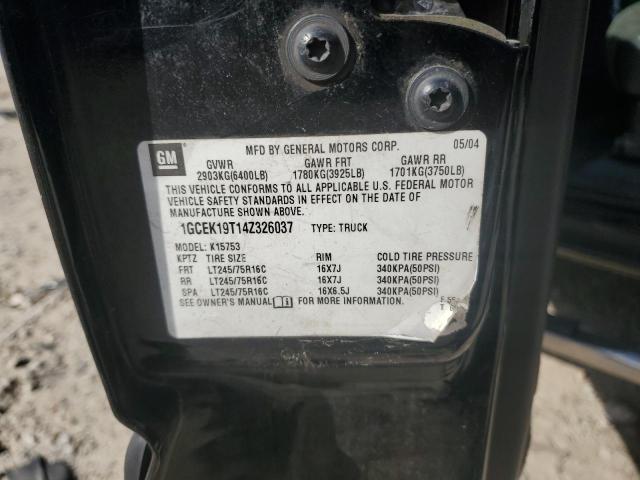 GM
MFD BY GENERAL MOTORS CORP. 05/04
GVWR GAWR FRT GAWR RR
2903KG(6400LB) 1780KG(3925LB) 1701KG(3750LB)
THIS VEHICLE CONFORMS TO ALL APPLICABLE U.S. FEDERAL MOTOR
VEHICLE SAFETY STANDARDS IN EFFECT ON THE DATE OF
MANUFACTURE SHOWN ABOVE.
1GCEK19T14Z326037 TYPE: TRUCK
MODEL: K15753
KPTZ TIRE SIZE RIM COLD TIRE PRESSURE
FRT LT245/75R16C 16X7J 340KPA(50PSI)
RR LT245/75R16C 16X7J 340KPA(50PSI)
SPA LT245/75R16C 16X6.5J 340KPA(50PSI)
SEE OWNER'S MANUAL FOR MORE INFORMATION.